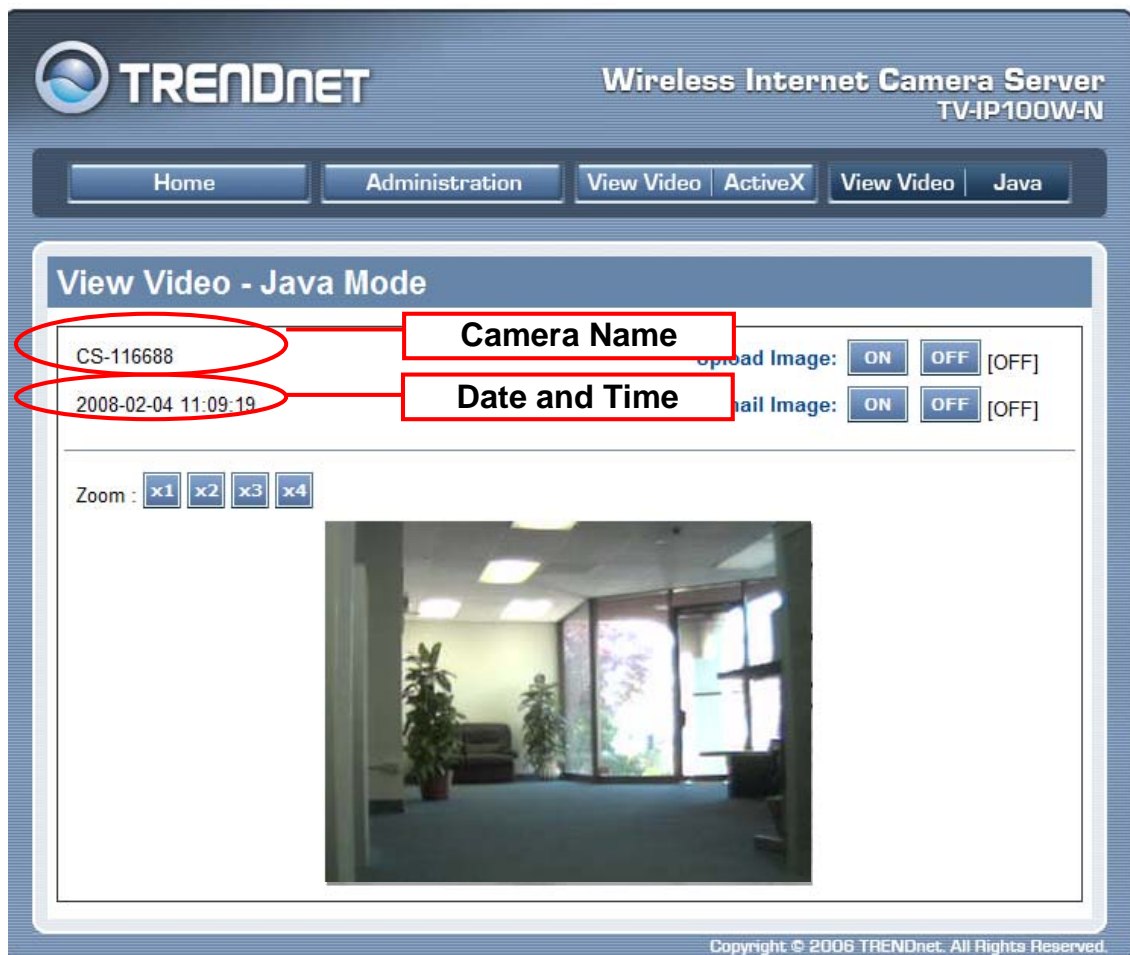 TRENDnet
Wireless Internet Camera Server
TV-IP100W-N
Home
Administration
View Video | ActiveX
View Video | Java
View Video - Java Mode
CS-116688
Camera Name
Image: ON OFF [OFF]
2008-02-04 11:09:19
Date and Time
Image: ON OFF [OFF]
Zoom : x1 x2 x3 x4
Copyright © 2006 TRENDnet. All Rights Reserved.